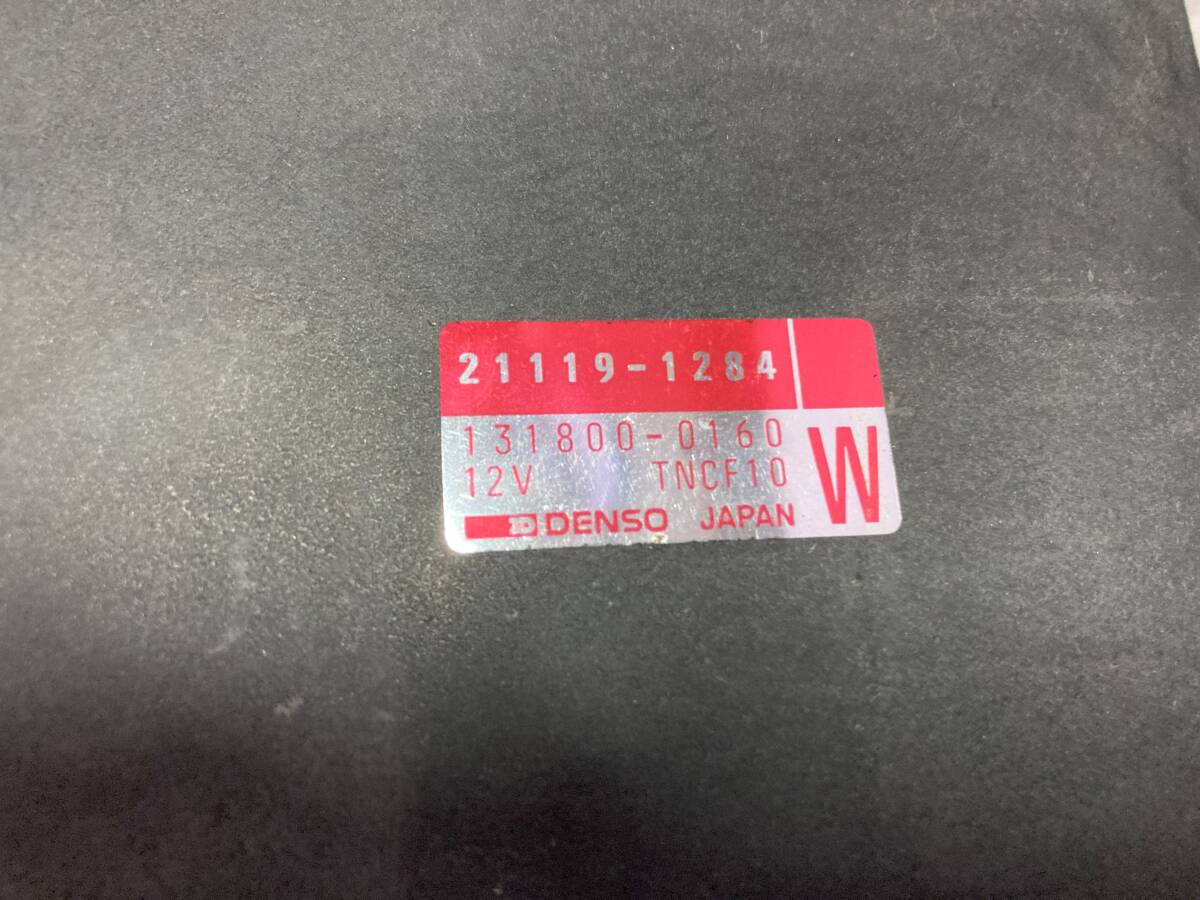 21119-1284
131800-0160
12V TNCF10
W
DENSO JAPAN